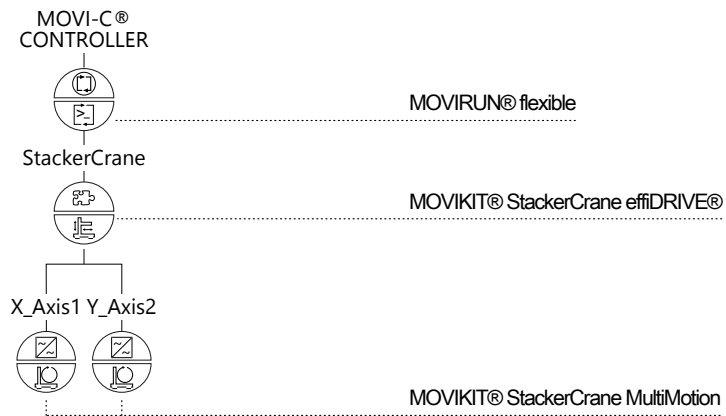 MOVI-C®
CONTROLLER
MOVIRUN® flexible
StackerCrane
MOVIKIT® StackerCrane effiDRIVE®
X_Axis1 Y_Axis2
MOVIKIT® StackerCrane MultiMotion